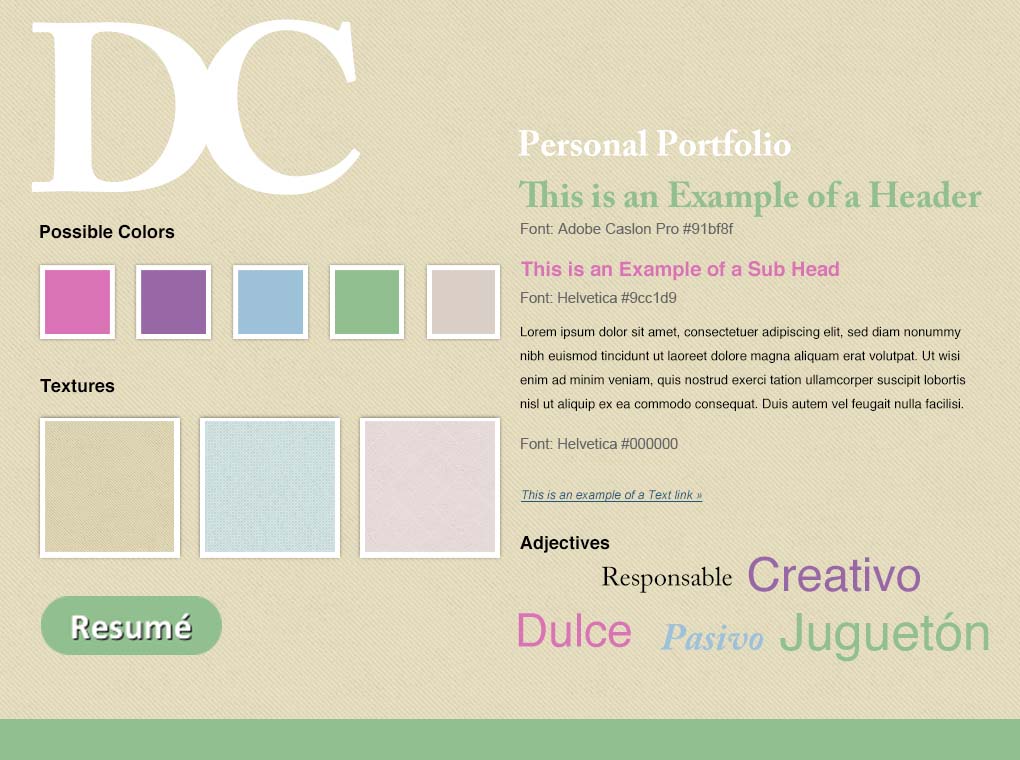 DC
Personal Portfolio
This is an Example of a Header
Font: Adobe Caslon Pro #91bf8f
Possible Colors
This is an Example of a Sub Head
Font: Helvetica #9cc1d9
Lorem ipsum dolor sit amet, consectetuer adipiscing elit, sed diam nonummy
nibh euismod tincidunt ut laoreet dolore magna aliquam erat volutpat. Ut wisi
enim ad minim veniam, quis nostrud exerci tation ullamcorper suscipit lobortis
nisl ut aliquip ex ea commodo consequat. Duis autem vel feugait nulla facilisi.
Font: Helvetica #000000
This is an example of a Text link »
Textures
Resumé
Adjectives
Responsable Creativo
Dulce Pasivo Juguetón